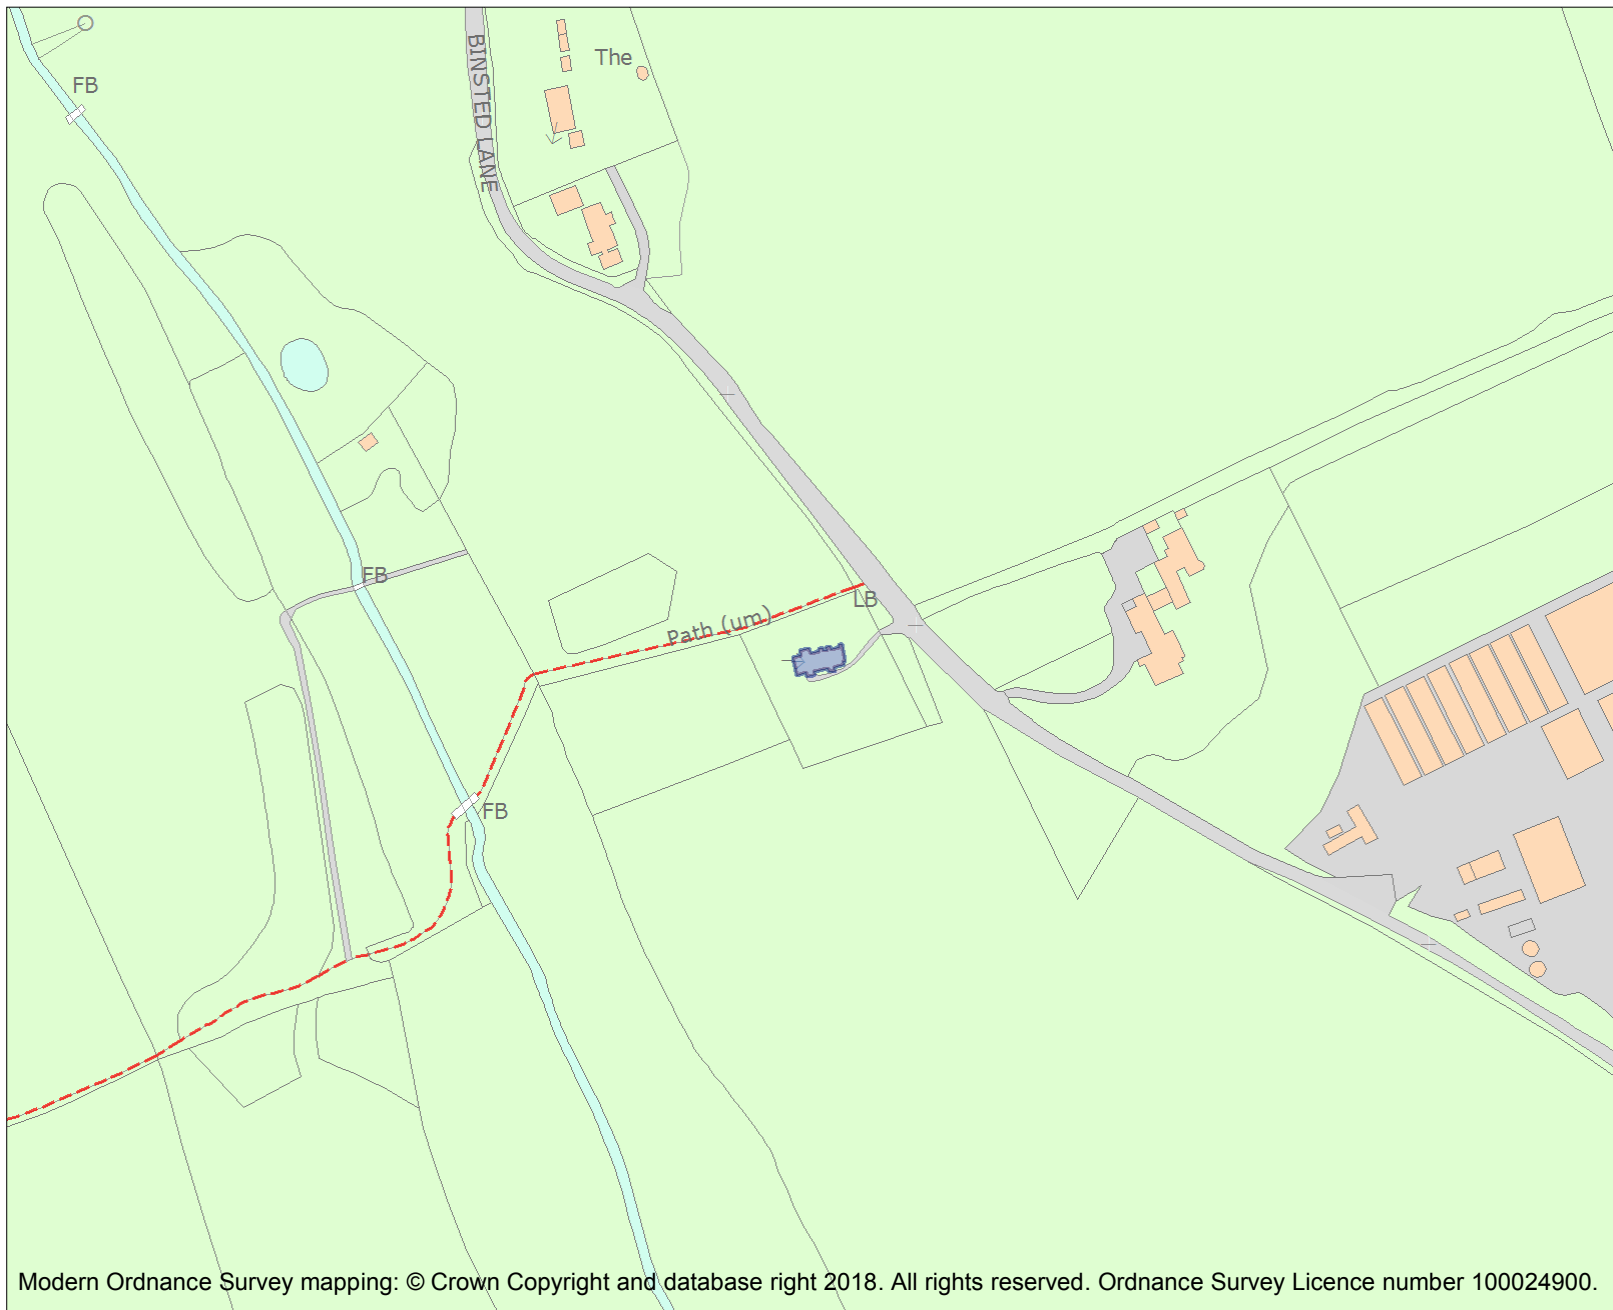 The
FB
BINSTED LANE
FB
LB
Path (um)
FB
Modern Ordnance Survey mapping: © Crown Copyright and database right 2018. All rights reserved. Ordnance Survey Licence number 100024900.